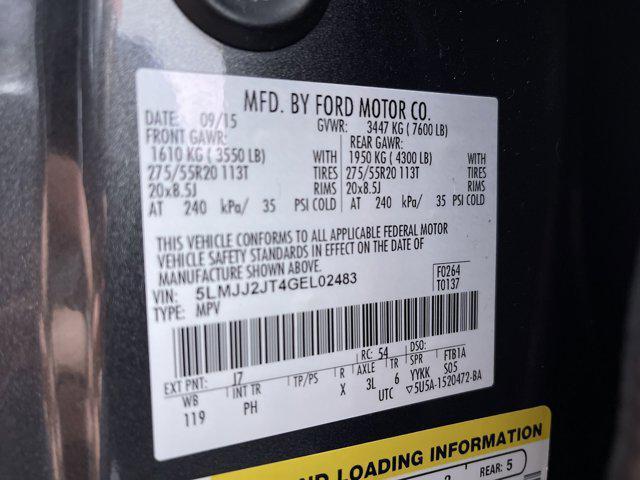 MFD. BY FORD MOTOR CO.
DATE: 09/15 GVWR: 3447 KG (7600 LB)
FRONT GAWR: REAR GAWR:
1610 KG (3550 LB) WITH 1950 KG (4300 LB) WITH
275/55R20 113T TIRES 275/55R20 113T TIRES
20x8.5J RIMS 20x8.5J RIMS
AT 240 kPa/ 35 PSI COLD AT 240 kPa/ 35 PSI COLD
THIS VEHICLE CONFORMS TO ALL APPLICABLE FEDERAL MOTOR
VEHICLE SAFETY STANDARDS IN EFFECT ON THE DATE OF
MANUFACTURE SHOWN ABOVE.
VIN: 5LMJJ2JT4GEL02483 F0264
TYPE: MPV T0137
EXT PNT: J7 RC: 54 DSO: FTB1A
WB INT TR TP/PS R AXLE TR SPR S05
119 PH X 3L 6 YYKK
UTC ▽5U5A-1520472-BA
ND LOADING INFORMATION
REAR: 5